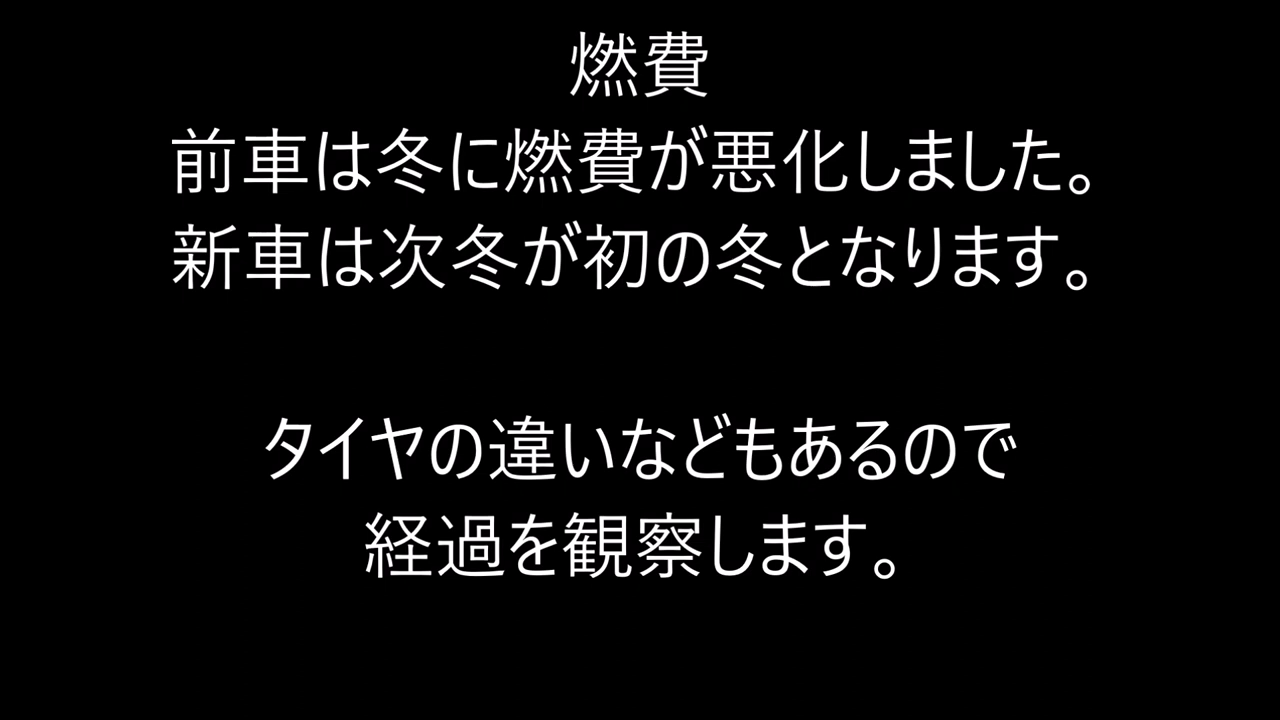 燃費
前車は冬に燃費が悪化しました。
新車は次冬が初の冬となります。
タイヤの違いなどもあるので
経過を観察します。